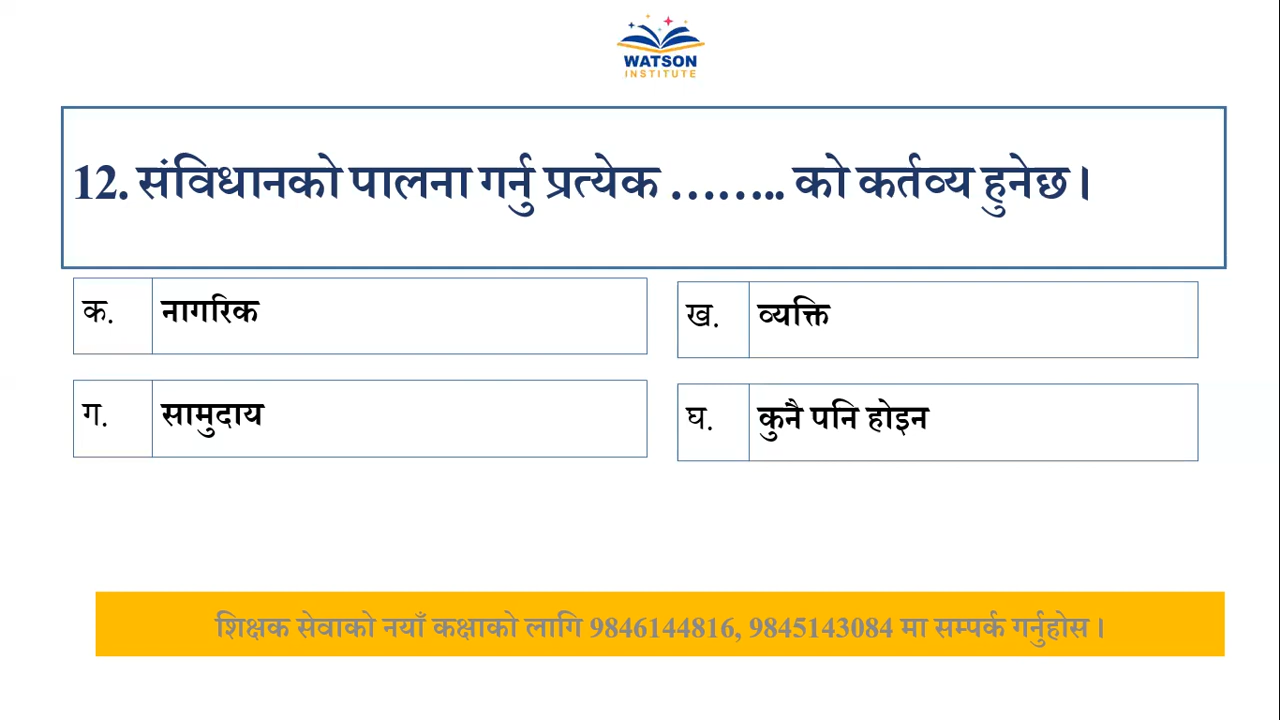 WATSON
INSTITUTE
12. संविधानको पालना गर्नु प्रत्येक …….. को कर्तव्य हुनेछ ।
क. नागरिक
ख. व्यक्ति
ग. सामुदाय
घ. कुनै पनि होइन
शिक्षक सेवाको नयाँ कक्षाको लागि 9846144816, 9845143084 मा सम्पर्क गर्नुहोस ।